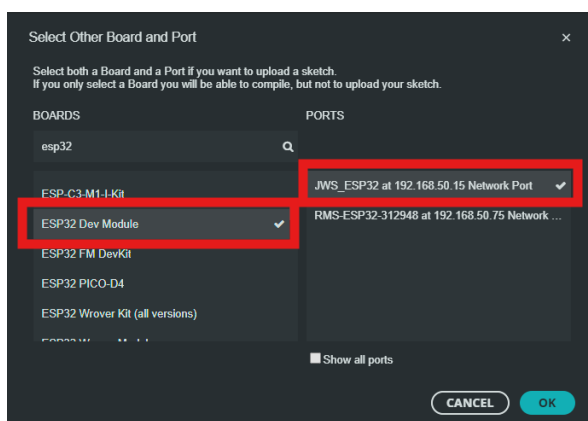 Select Other Board and Port
Select both a Board and a Port if you want to upload a sketch.
If you only select a Board you will be able to compile, but not to upload your sketch.
BOARDS
PORTS
esp32
ESP-C3-M1-I-Kit
ESP32 Dev Module
ESP32 FM DevKit
ESP32 PICO-D4
ESP32 Wrover Kit (all versions)
JWS_ESP32 at 192.168.50.15 Network Port
RMS-ESP32-312948 at 192.168.50.75 Network ...
Show all ports
CANCEL
OK